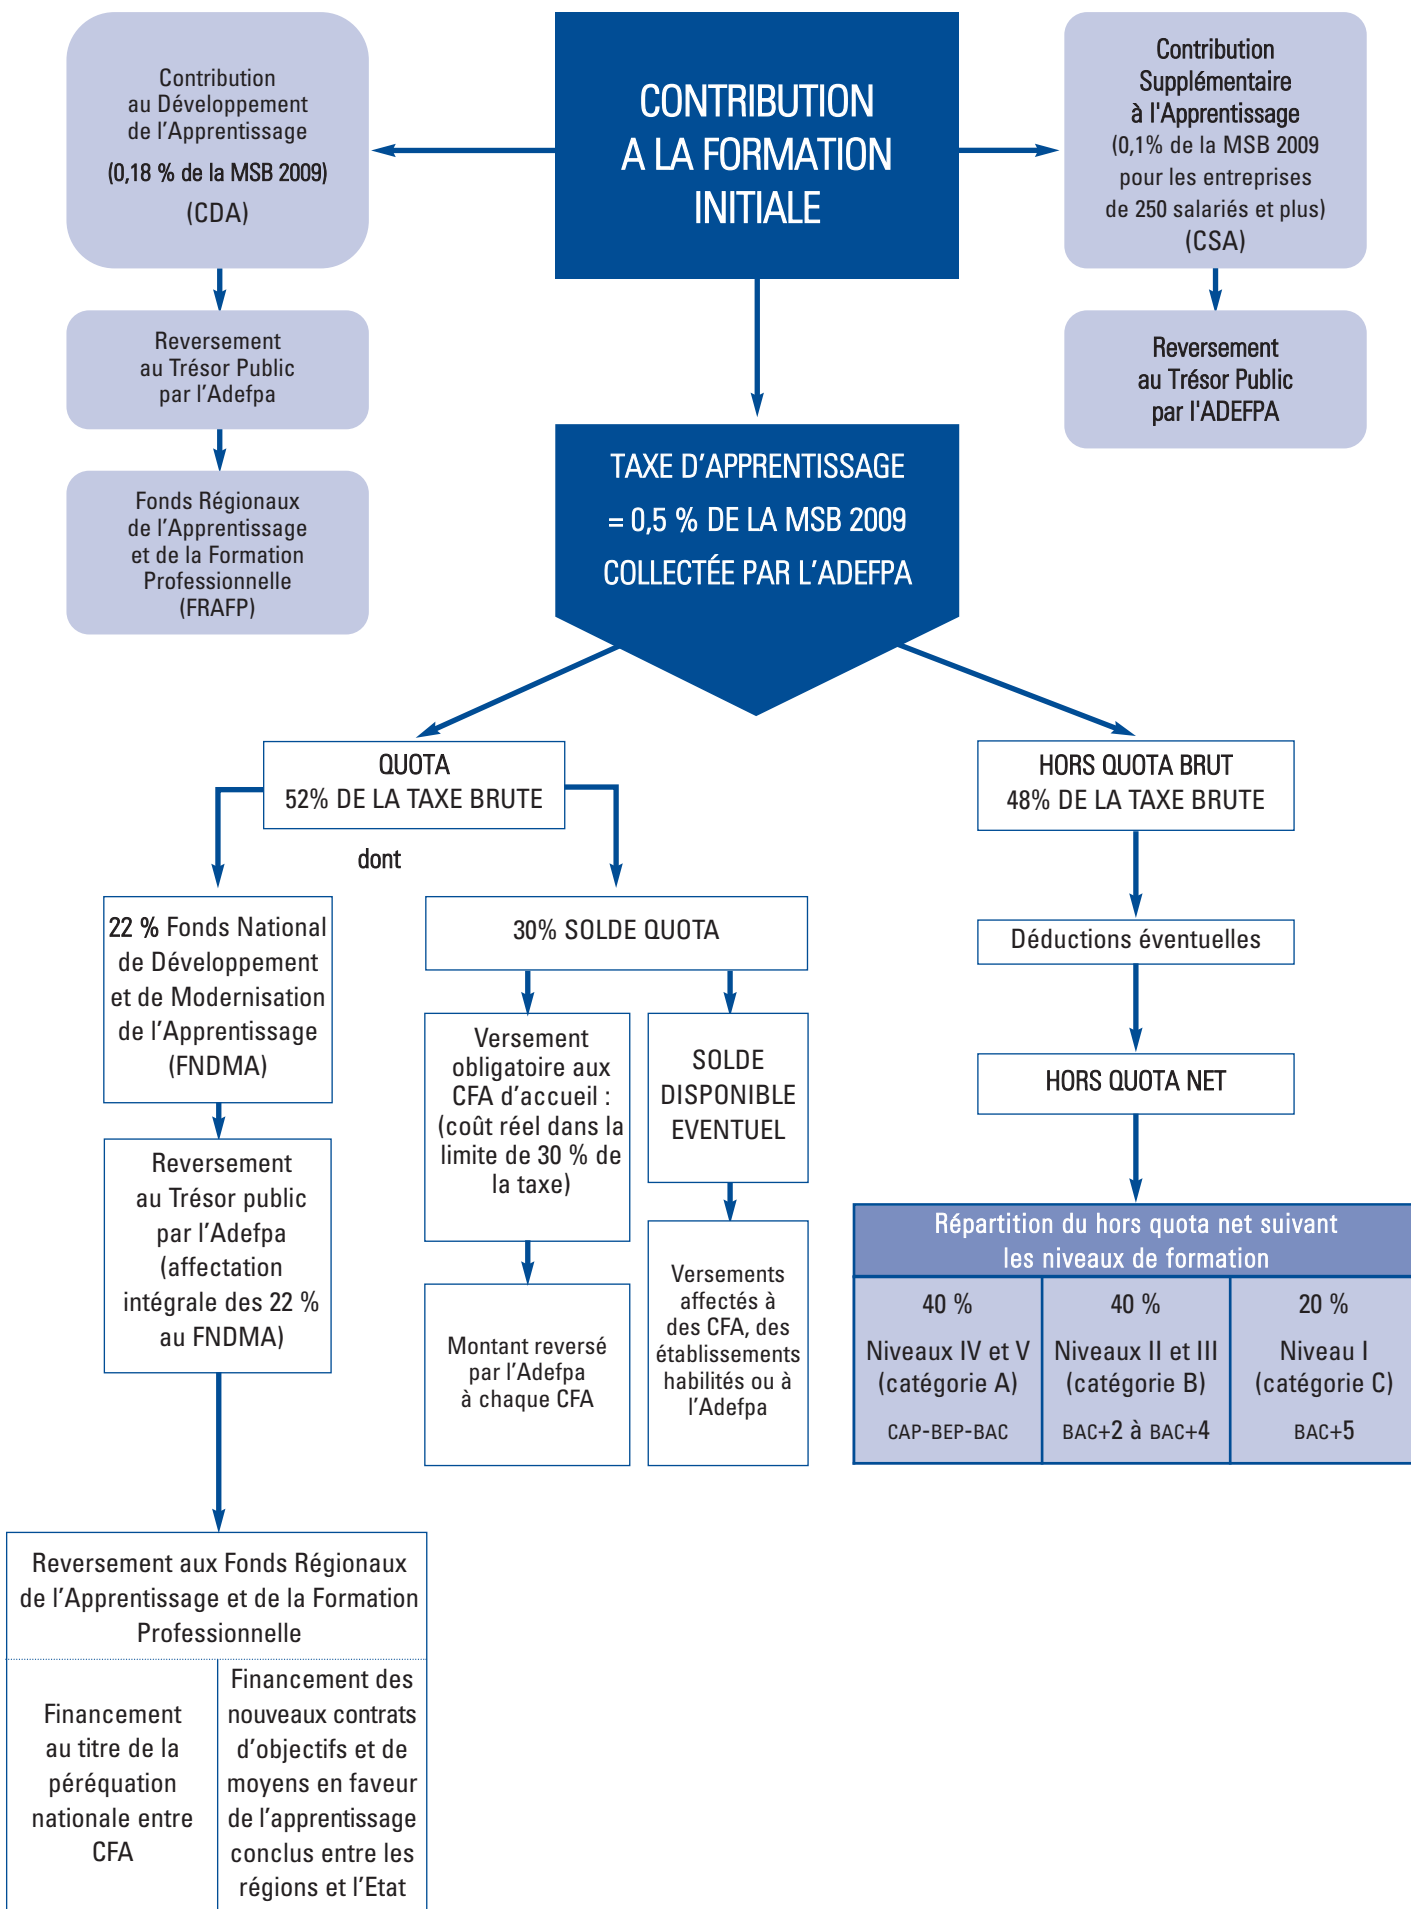 Contribution
au Développement
de l'Apprentissage
(0,18 % de la MSB 2009)
(CDA)
CONTRIBUTION
A LA FORMATION
INITIALE
Contribution
Supplémentaire
à l'Apprentissage
(0,1% de la MSB 2009
pour les entreprises
de 250 salariés et plus)
(CSA)
Reversement
au Trésor Public
par l'Adefpa
Reversement
au Trésor Public
par l'ADEFPA
Fonds Régionaux
de l'Apprentissage
et de la Formation
Professionnelle
(FRAFP)
TAXE D'APPRENTISSAGE
= 0,5 % DE LA MSB 2009
COLLECTÉE PAR L'ADEFPA
QUOTA
52% DE LA TAXE BRUTE
HORS QUOTA BRUT
48% DE LA TAXE BRUTE
dont
22 % Fonds National
de Développement
et de Modernisation
de l'Apprentissage
(FNDMA)
30% SOLDE QUOTA
Déductions éventuelles
Versement
obligatoire aux
CFA d'accueil :
(coût réel dans la
limite de 30 % de
la taxe)
SOLDE
DISPONIBLE
EVENTUEL
HORS QUOTA NET
Reversement
au Trésor public
par l'Adefpa
(affectation
intégrale des 22 %
au FNDMA)
Montant reversé
par l'Adefpa
à chaque CFA
Versements
affectés à
des CFA, des
établissements
habilités ou à
l'Adefpa
Répartition du hors quota net suivant
les niveaux de formation
40 %
Niveaux IV et V
(catégorie A)
CAP-BEP-BAC
40 %
Niveaux II et III
(catégorie B)
BAC+2 à BAC+4
20 %
Niveau I
(catégorie C)
BAC+5
Reversement aux Fonds Régionaux
de l'Apprentissage et de la Formation
Professionnelle
Financement
au titre de la
péréquation
nationale entre
CFA
Financement des
nouveaux contrats
d'objectifs et de
moyens en faveur
de l'apprentissage
conclus entre les
régions et l'Etat